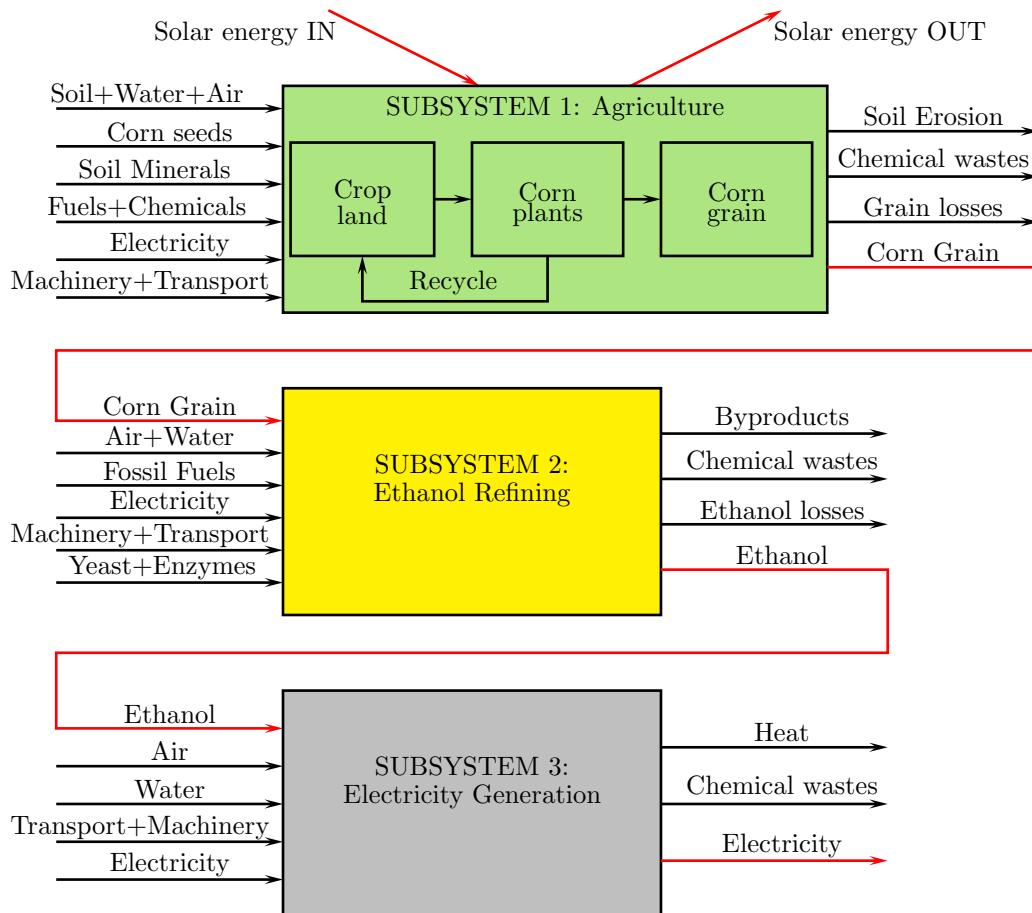 Solar energy IN
Solar energy OUT
Soil+Water+Air
Corn seeds
Soil Minerals
Fuels+Chemicals
Electricity
Machinery+Transport
SUBSYSTEM 1: Agriculture
Crop
land
Corn
plants
Corn
grain
Recycle
Soil Erosion
Chemical wastes
Grain losses
Corn Grain
Corn Grain
Air+Water
Fossil Fuels
Electricity
Machinery+Transport
Yeast+Enzymes
SUBSYSTEM 2:
Ethanol Refining
Byproducts
Chemical wastes
Ethanol losses
Ethanol
Ethanol
Air
Water
Transport+Machinery
Electricity
SUBSYSTEM 3:
Electricity Generation
Heat
Chemical wastes
Electricity